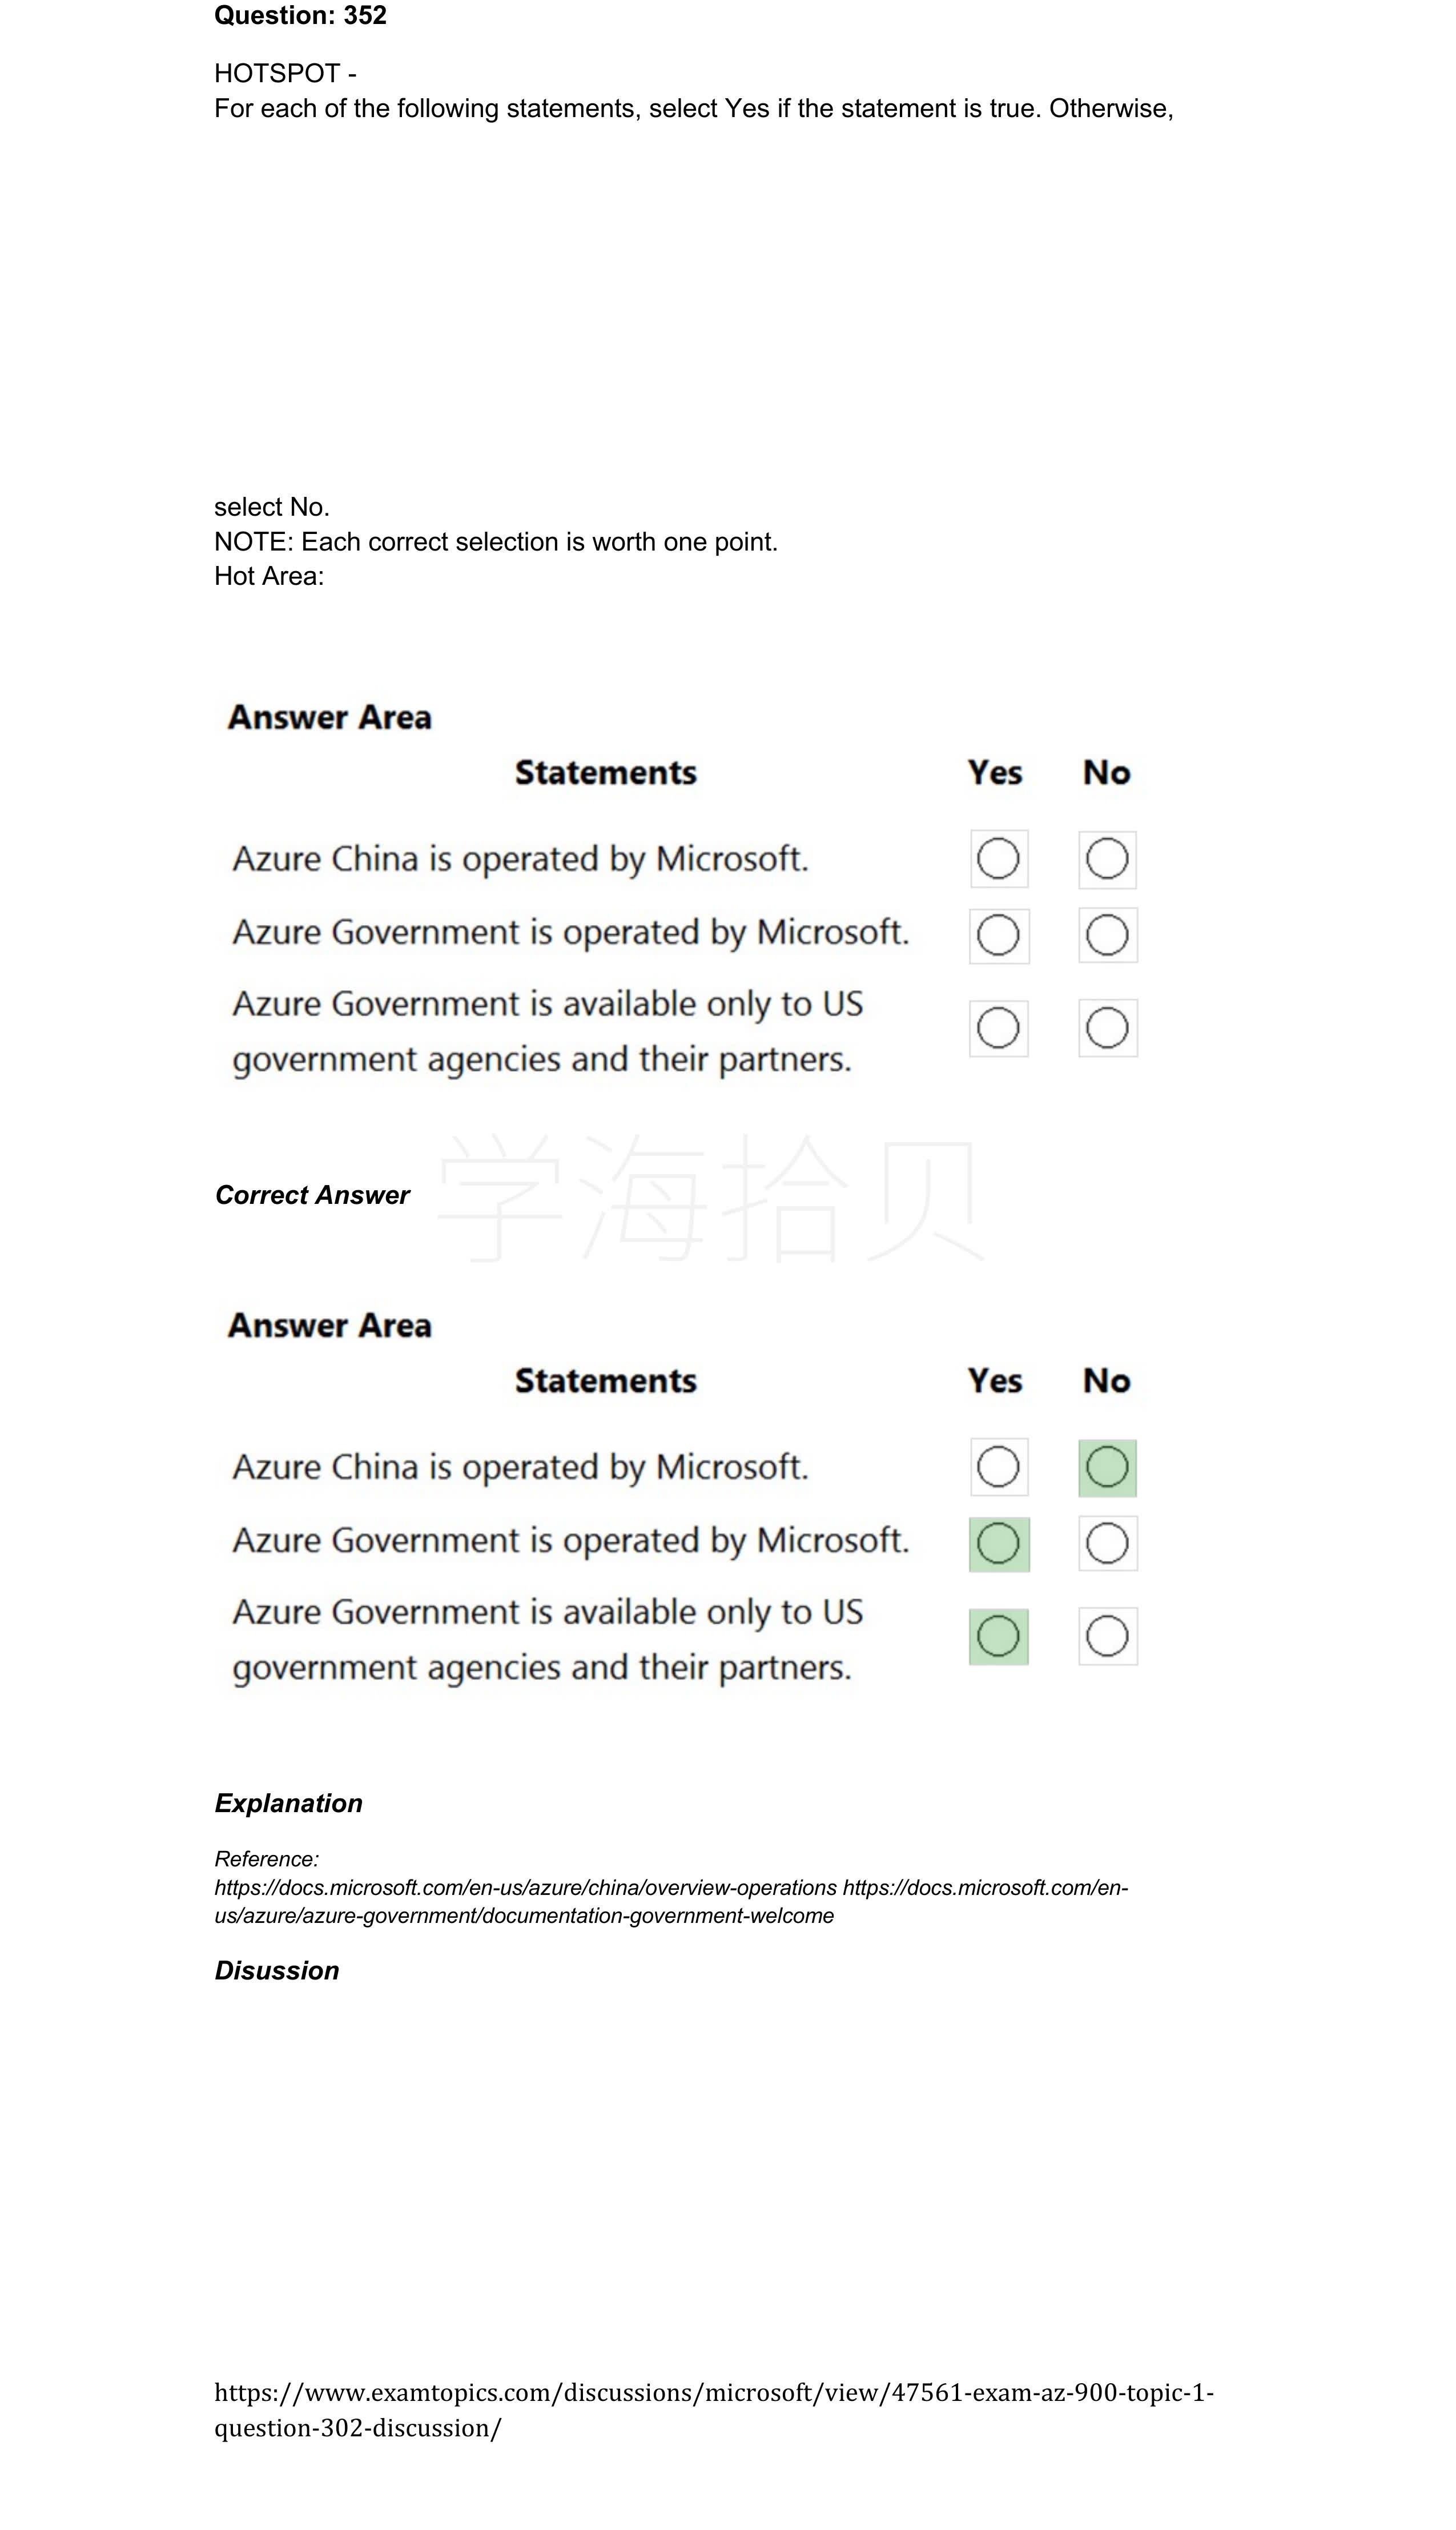 Question: 352
HOTSPOT -
For each of the following statements, select Yes if the statement is true. Otherwise,
select No.
NOTE: Each correct selection is worth one point.
Hot Area:
Answer Area
Statements Yes No
Azure China is operated by Microsoft.
Azure Government is operated by Microsoft.
Azure Government is available only to US
government agencies and their partners.
学海拾贝
Correct Answer
Answer Area
Statements Yes No
Azure China is operated by Microsoft.
Azure Government is operated by Microsoft.
Azure Government is available only to US
government agencies and their partners.
Explanation
Reference:
https://docs.microsoft.com/en-us/azure/china/overview-operations https://docs.microsoft.com/en-
us/azure/azure-government/documentation-government-welcome
Disussion
https://www.examtopics.com/discussions/microsoft/view/47561-exam-az-900-topic-1-
question-302-discussion/